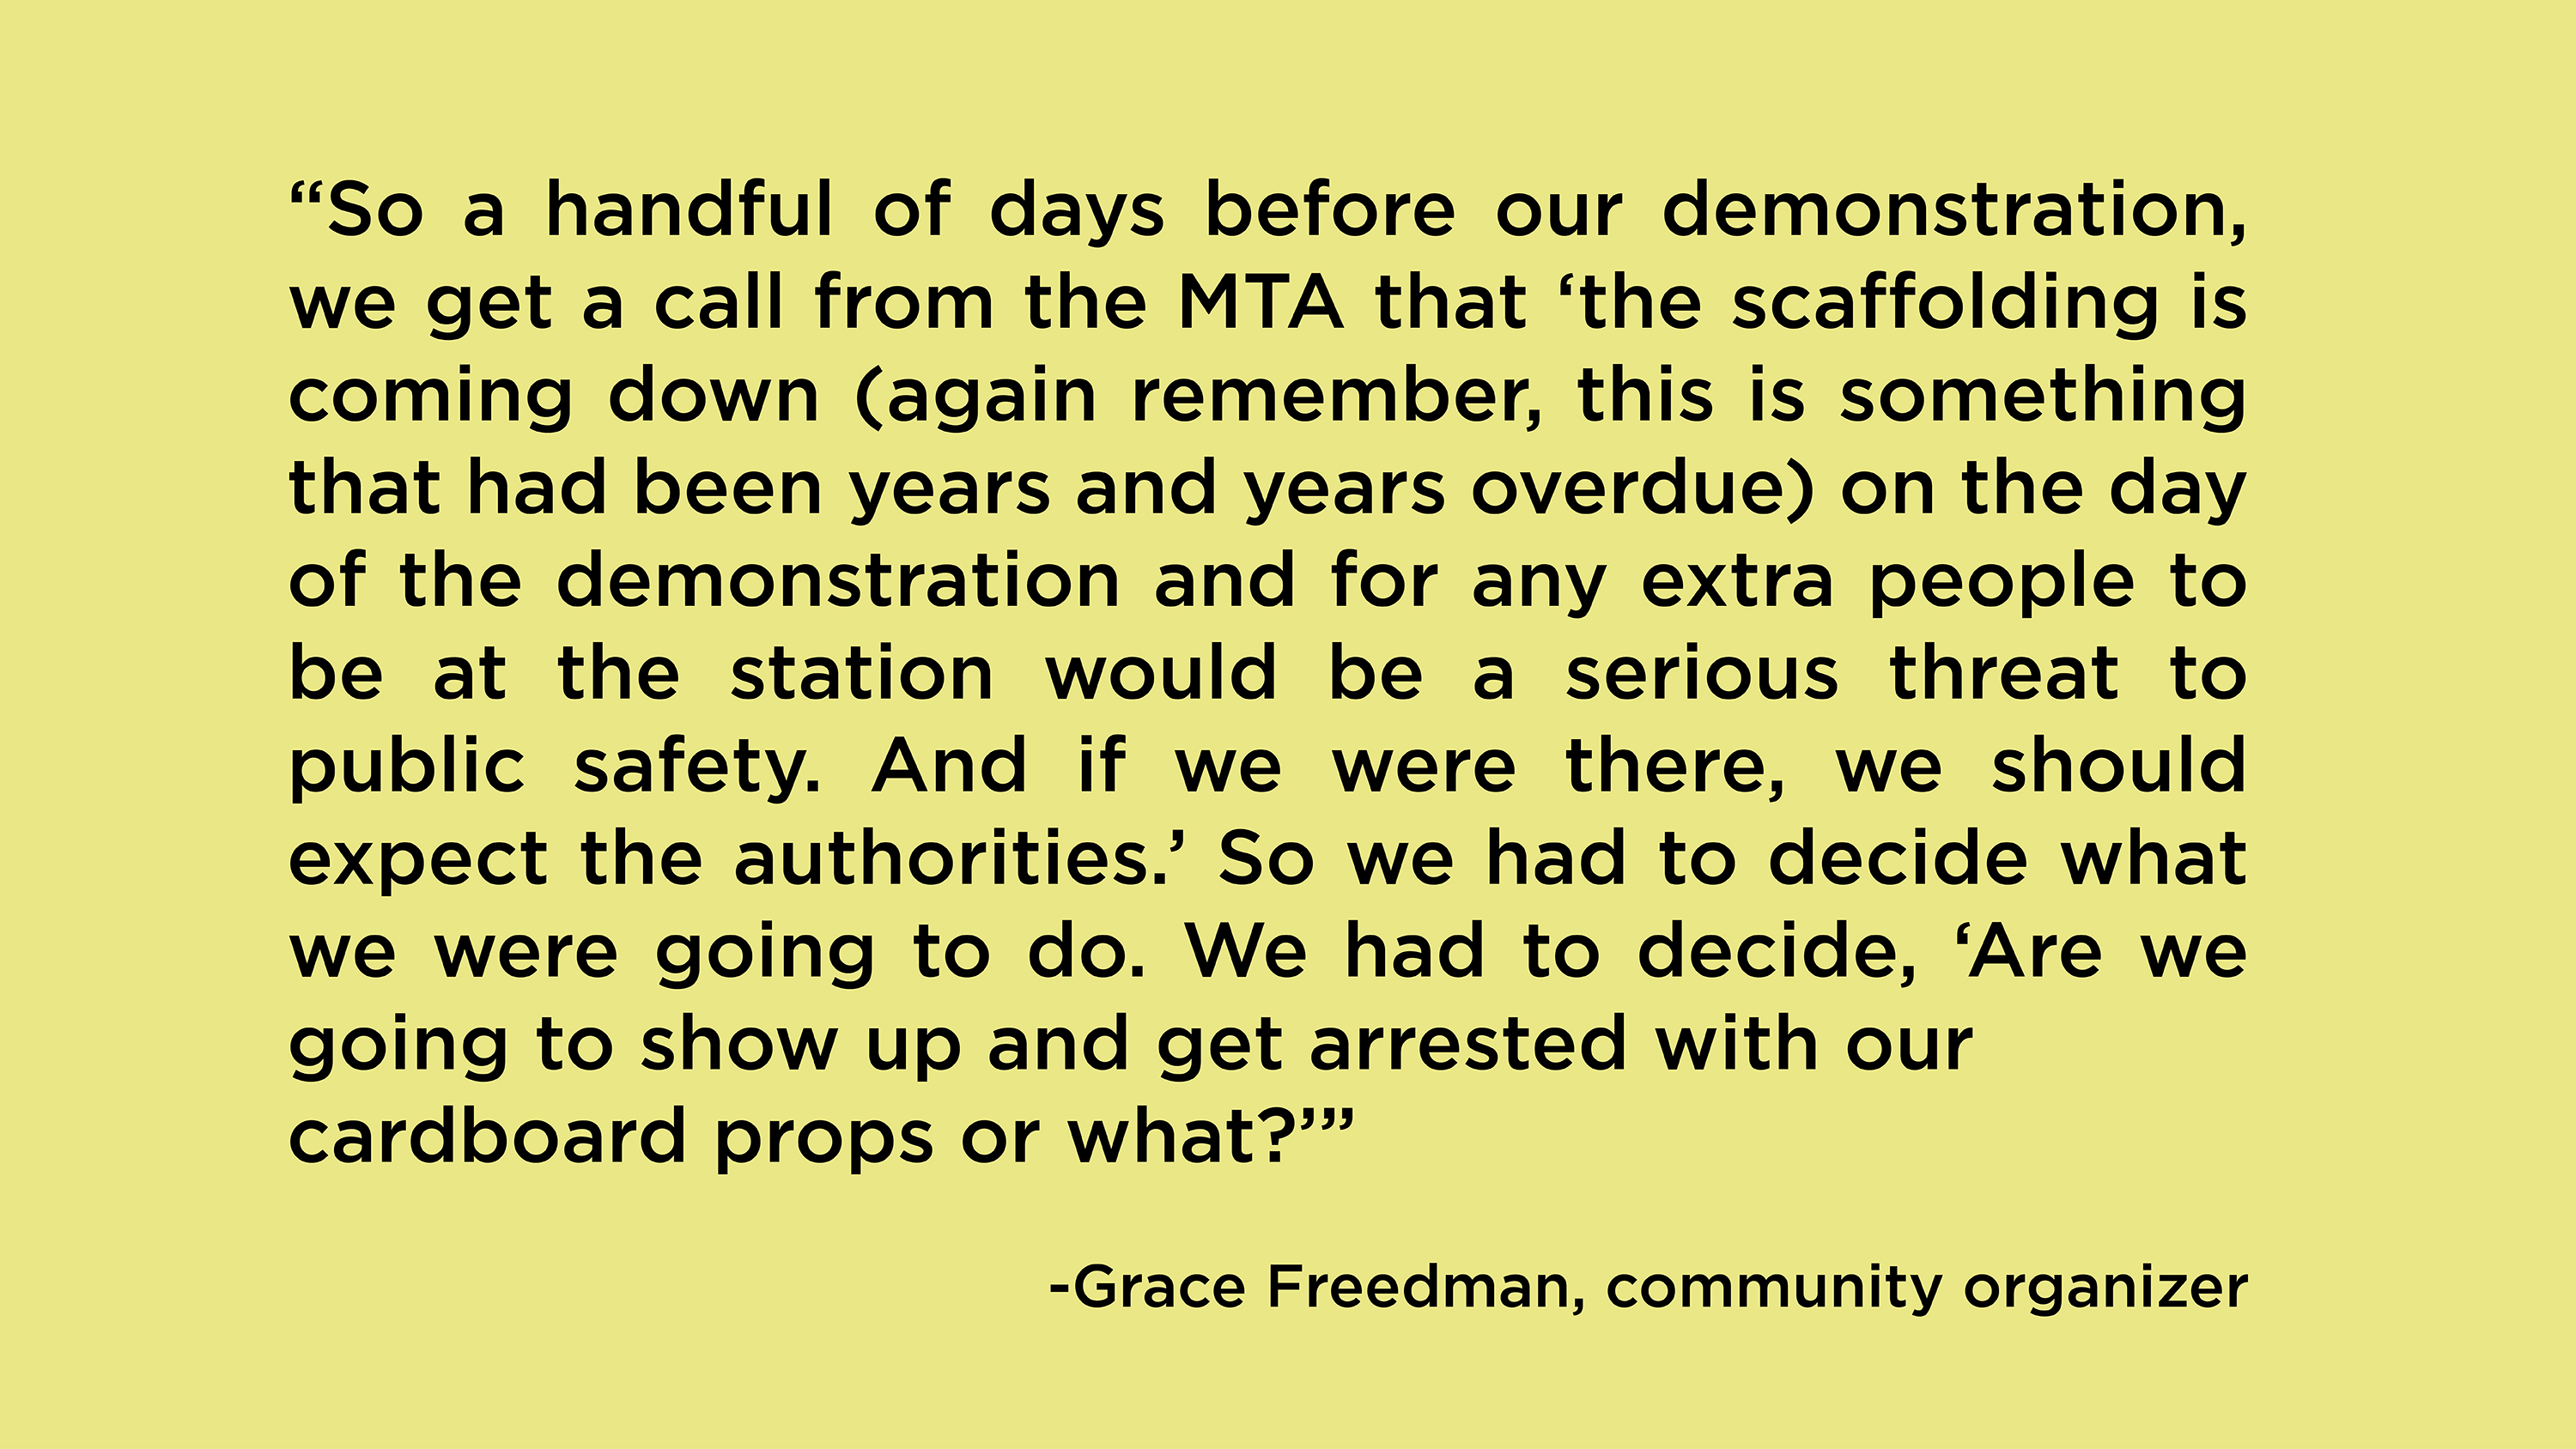 “So a handful of days before our demonstration,
we get a call from the MTA that ‘the scaffolding is
coming down (again remember, this is something
that had been years and years overdue) on the day
of the demonstration and for any extra people to
be at the station would be a serious threat to
public safety. And if we were there, we should
expect the authorities.’ So we had to decide what
we were going to do. We had to decide, ‘Are we
going to show up and get arrested with our
cardboard props or what?’”
-Grace Freedman, community organizer